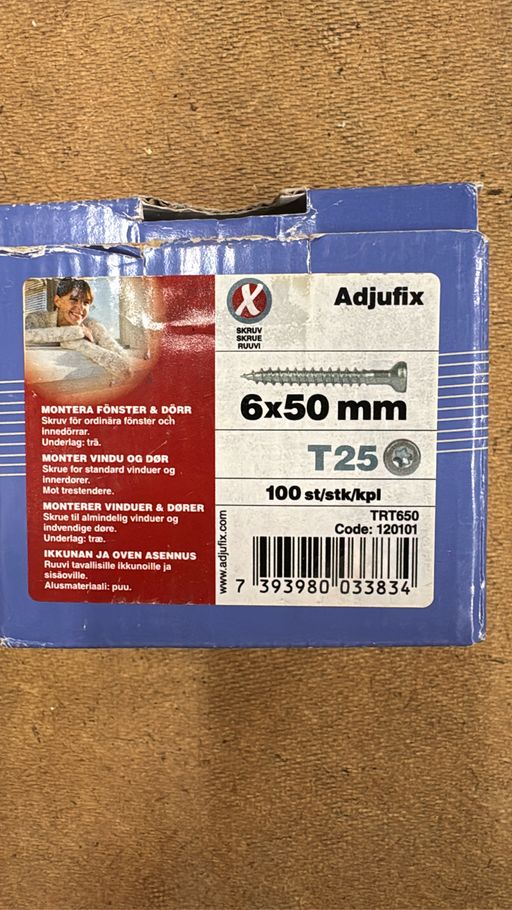 X
SKRUV
SKRUE
RUUVI
Adjufix
6x50 mm
T25
100 st/stk/kpl
TRT650
Code: 120101
www.adjufix.com
7 393980 033834
MONTERA FÖNSTER & DÖRR
Skruv för ordinära fönster och
innedörrar.
Underlag: trä.
MONTER VINDU OG DØR
Skrue for standard vinduer og
innerdører.
Mot trestendere.
MONTERER VINDUER & DØRER
Skrue til almindelig vinduer og
indvendige døre.
Underlag: træ.
IKKUNAN JA OVEN ASENNUS
Ruuvi tavallisille ikkunoille ja
sisäoville.
Alusmateriaali: puu.